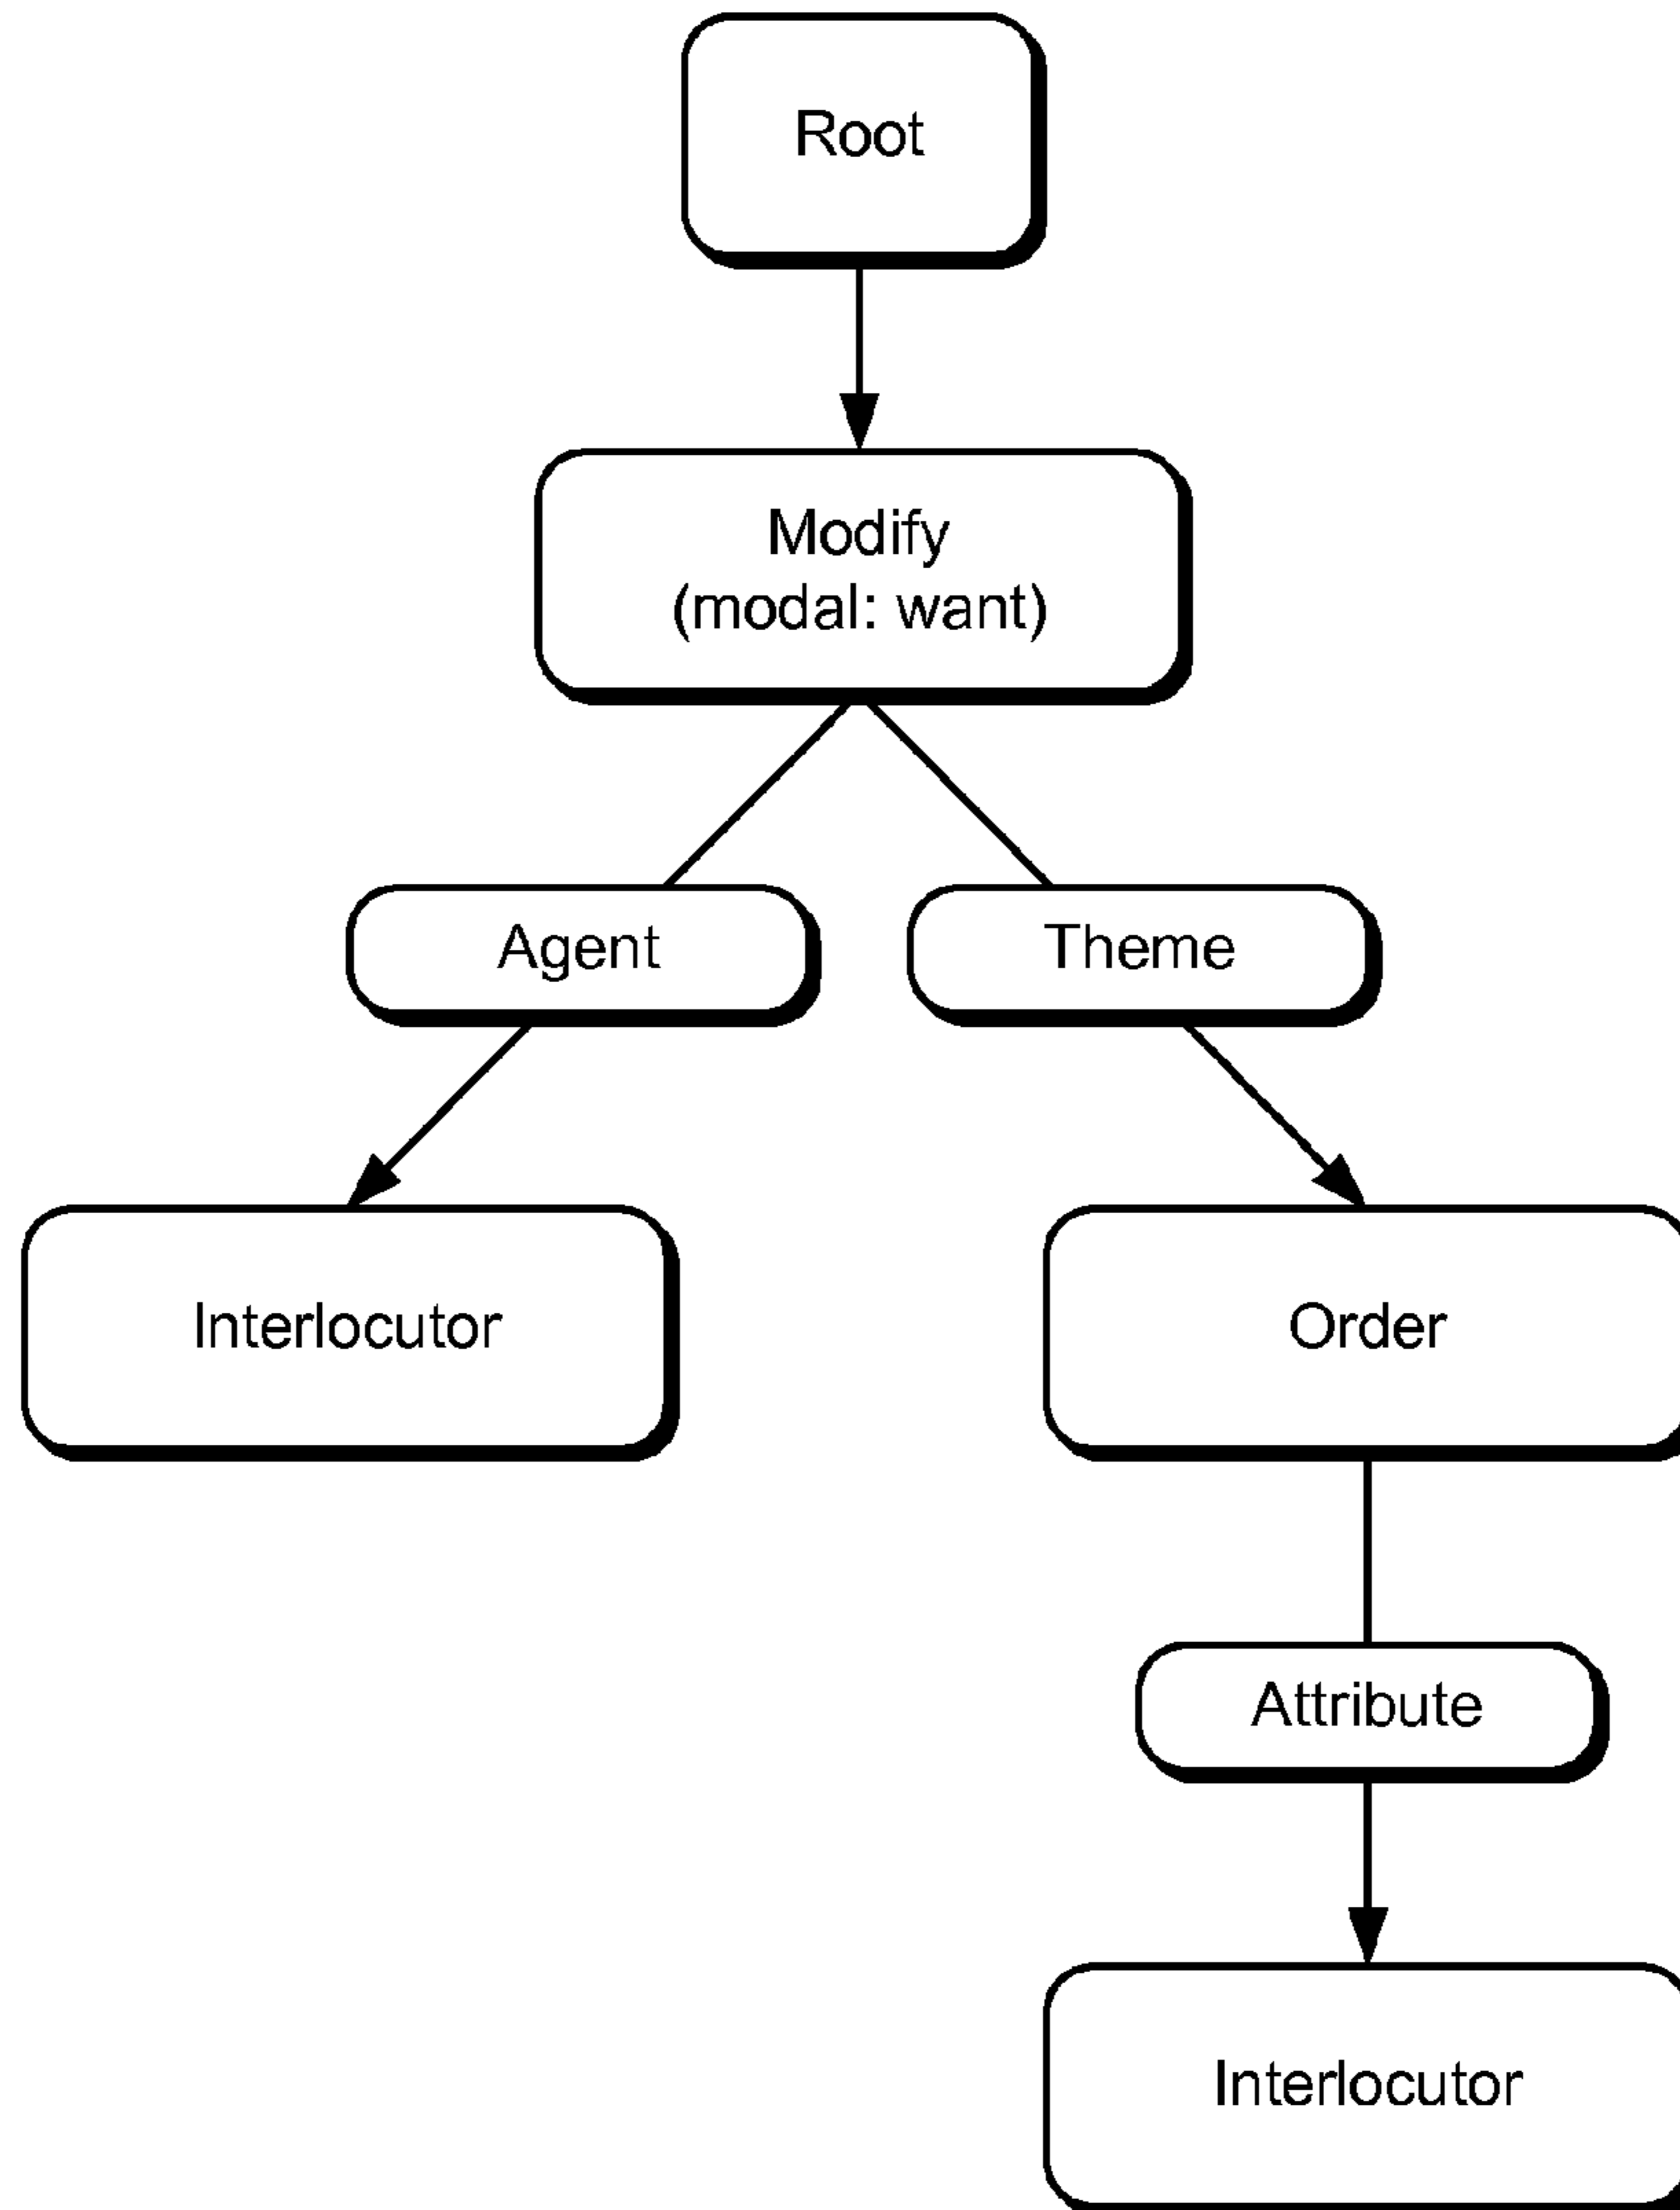 Root
Modify
(modal: want)
Agent
Theme
Interlocutor
Order
Attribute
Interlocutor